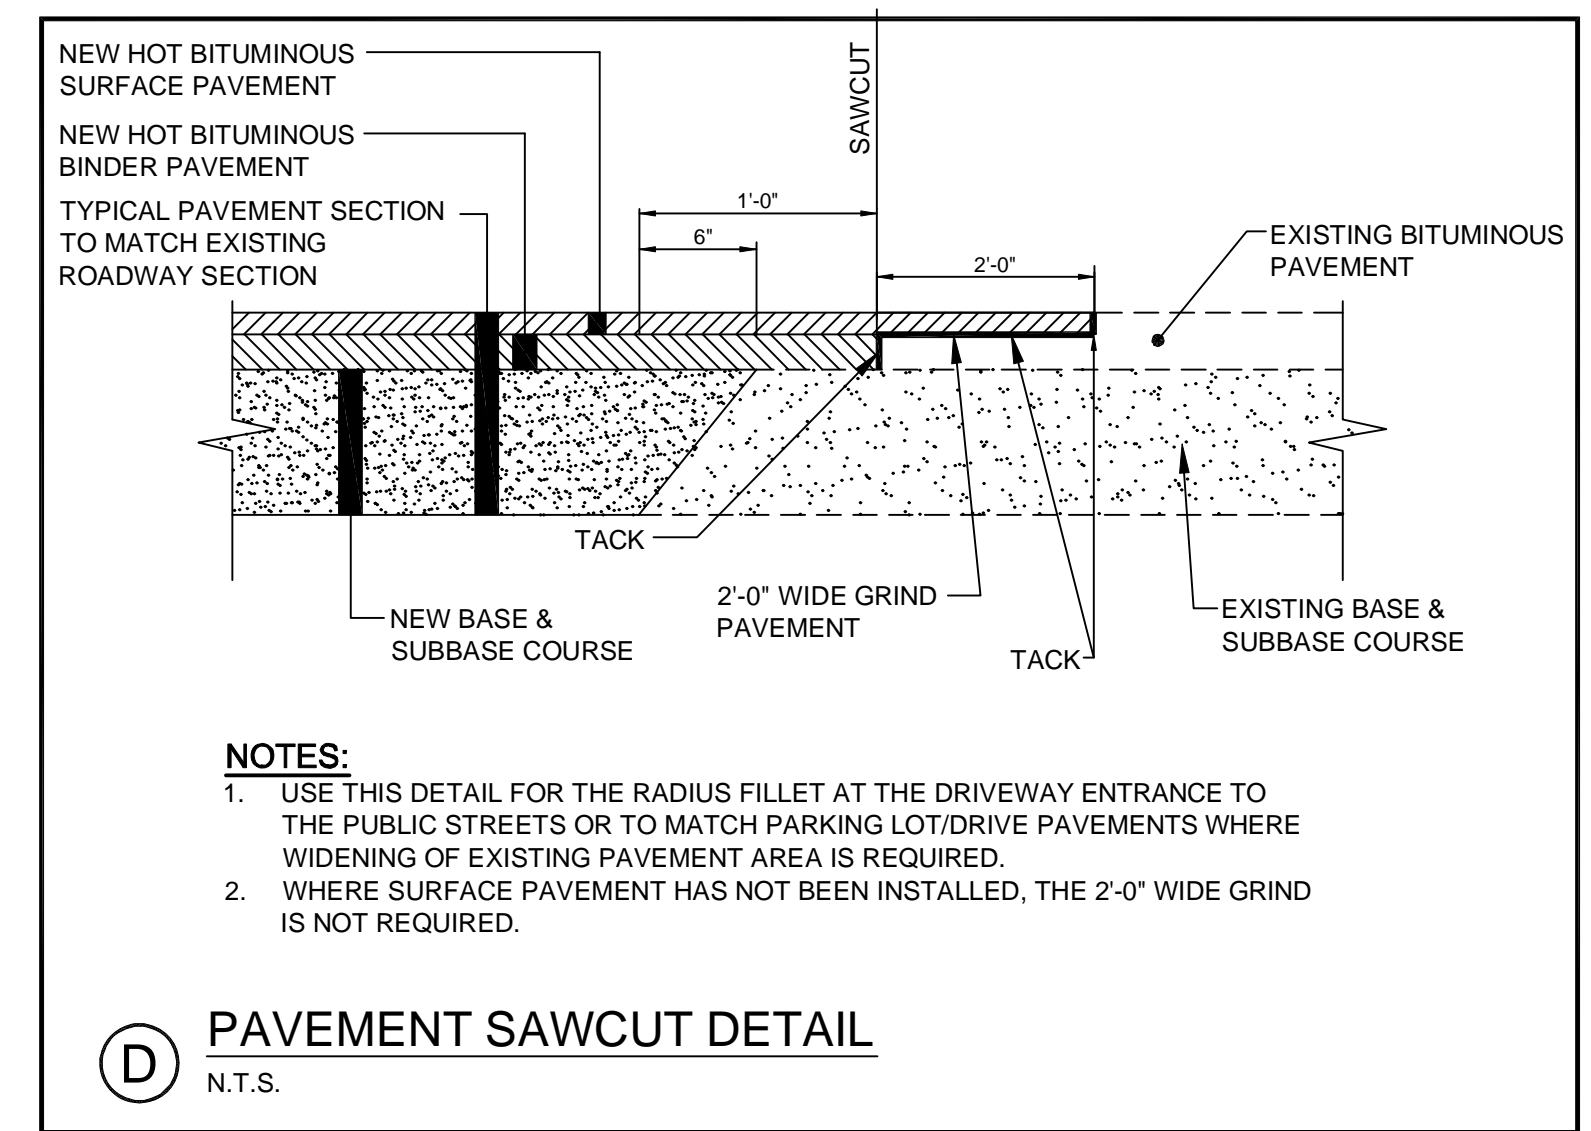 NEW HOT BITUMINOUS
SURFACE PAVEMENT
NEW HOT BITUMINOUS
BINDER PAVEMENT
TYPICAL PAVEMENT SECTION
TO MATCH EXISTING
ROADWAY SECTION
SAWCUT
1'-0"
6"
2'-0"
EXISTING BITUMINOUS
PAVEMENT
TACK
NEW BASE &
SUBBASE COURSE
2'-0" WIDE GRIND
PAVEMENT
TACK
EXISTING BASE &
SUBBASE COURSE
NOTES:
1. USE THIS DETAIL FOR THE RADIUS FILLET AT THE DRIVEWAY ENTRANCE TO
THE PUBLIC STREETS OR TO MATCH PARKING LOT/DRIVE PAVEMENTS WHERE
WIDENING OF EXISTING PAVEMENT AREA IS REQUIRED.
2. WHERE SURFACE PAVEMENT HAS NOT BEEN INSTALLED, THE 2'-0" WIDE GRIND
IS NOT REQUIRED.
D
PAVEMENT SAWCUT DETAIL
N.T.S.